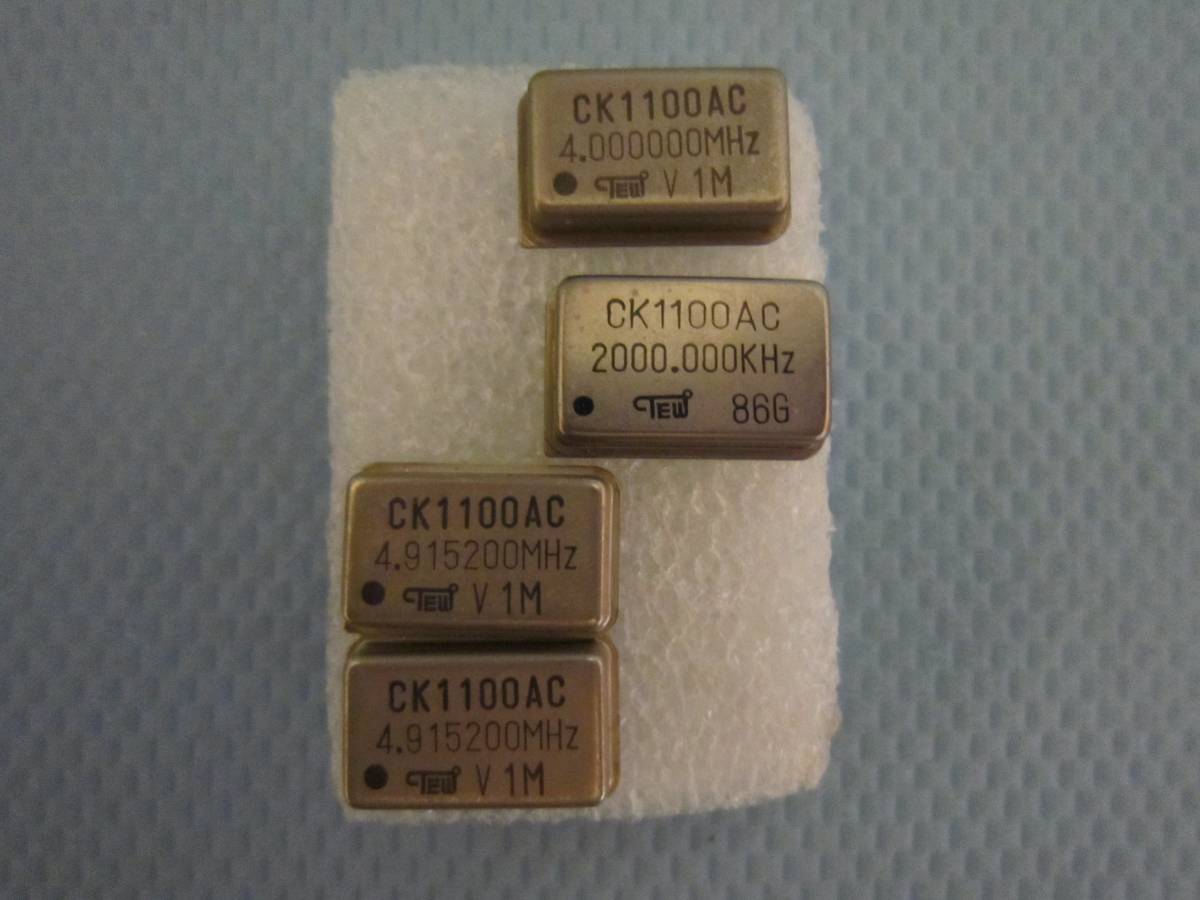 CK1100AC
4.000000MHz
TEW V 1M
CK1100AC
2000.000KHz
TEW 86G
CK1100AC
4.915200MHz
TEW V 1M
CK1100AC
4.915200MHz
TEW V 1M